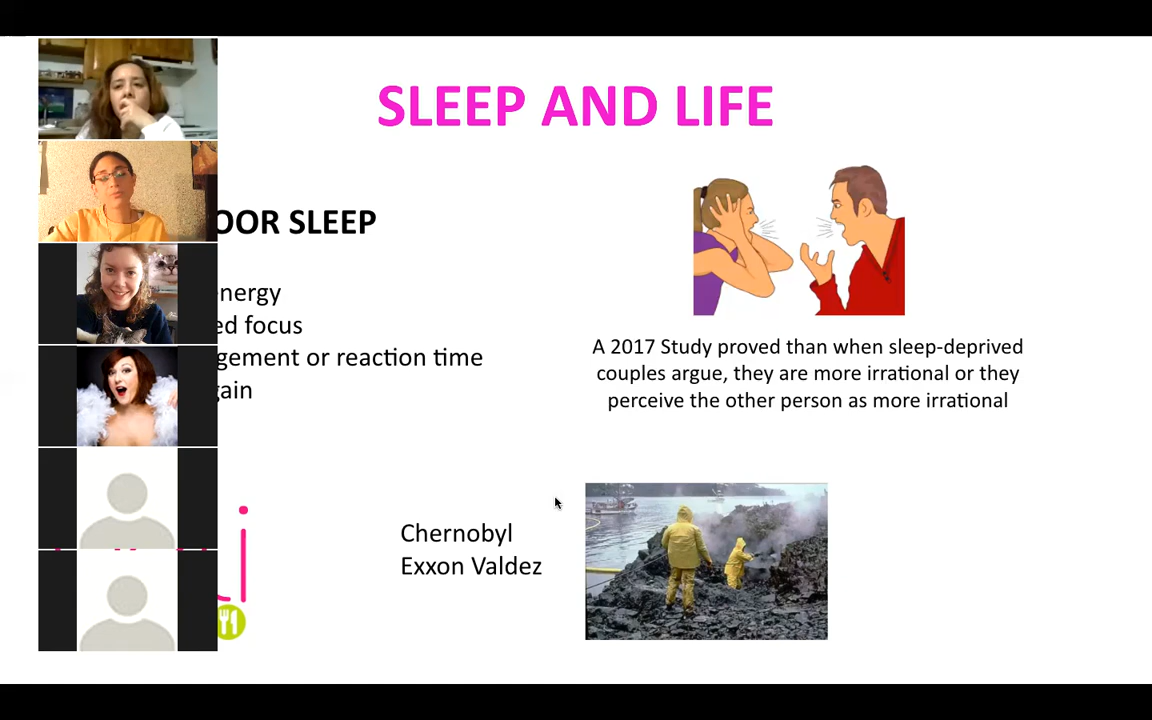 SLEEP AND LIFE
OOR SLEEP
energy
ed focus
gement or reaction time
gain
A 2017 Study proved than when sleep-deprived
couples argue, they are more irrational or they
perceive the other person as more irrational
Chernobyl
Exxon Valdez